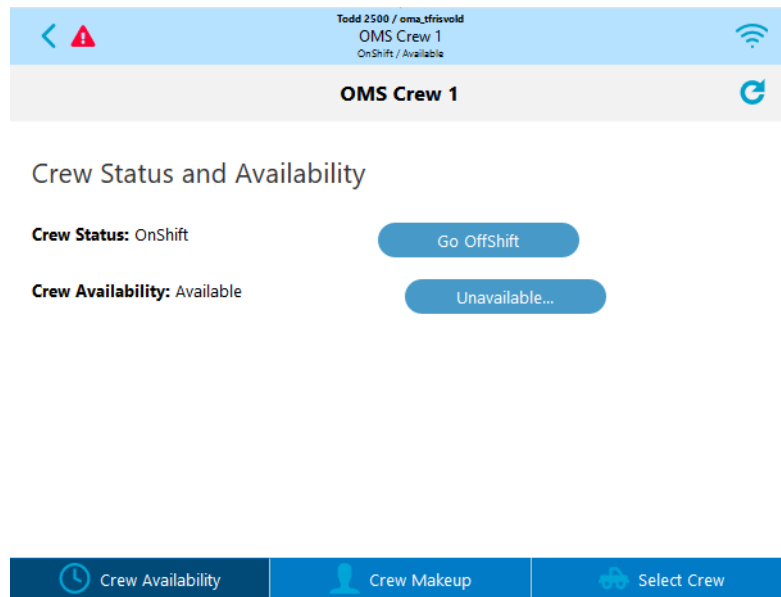 Todd 2500 / oma_tfrisvold
OMS Crew 1
OnShift / Available
OMS Crew 1
Crew Status and Availability
Crew Status: OnShift
Go OffShift
Crew Availability: Available
Unavailable...
Crew Availability
Crew Makeup
Select Crew